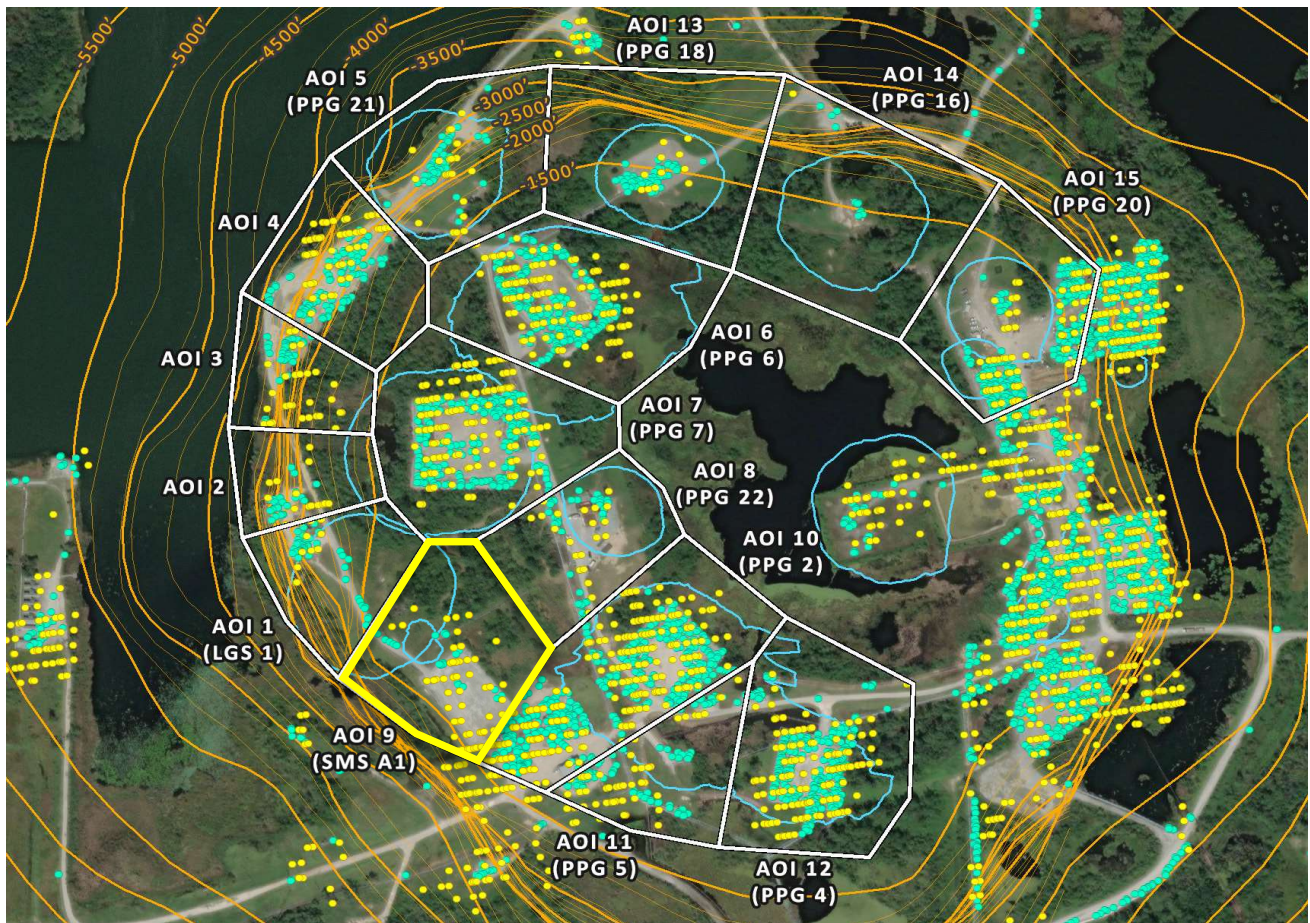 -5500'
-5000'
-4500'
-4000'
-3500'
-3000'
-2500'
-2000'
-1500'
AOI 13
(PPG 18)
AOI 14
(PPG 16)
AOI 5
(PPG 21)
AOI 15
(PPG 20)
AOI 4
AOI 3
AOI 6
(PPG 6)
AOI 7
(PPG 7)
AOI 2
AOI 8
(PPG 22)
AOI 10
(PPG 2)
AOI 1
(LGS 1)
AOI 9
(SMS A1)
AOI 11
(PPG 5)
AOI 12
(PPG 4)